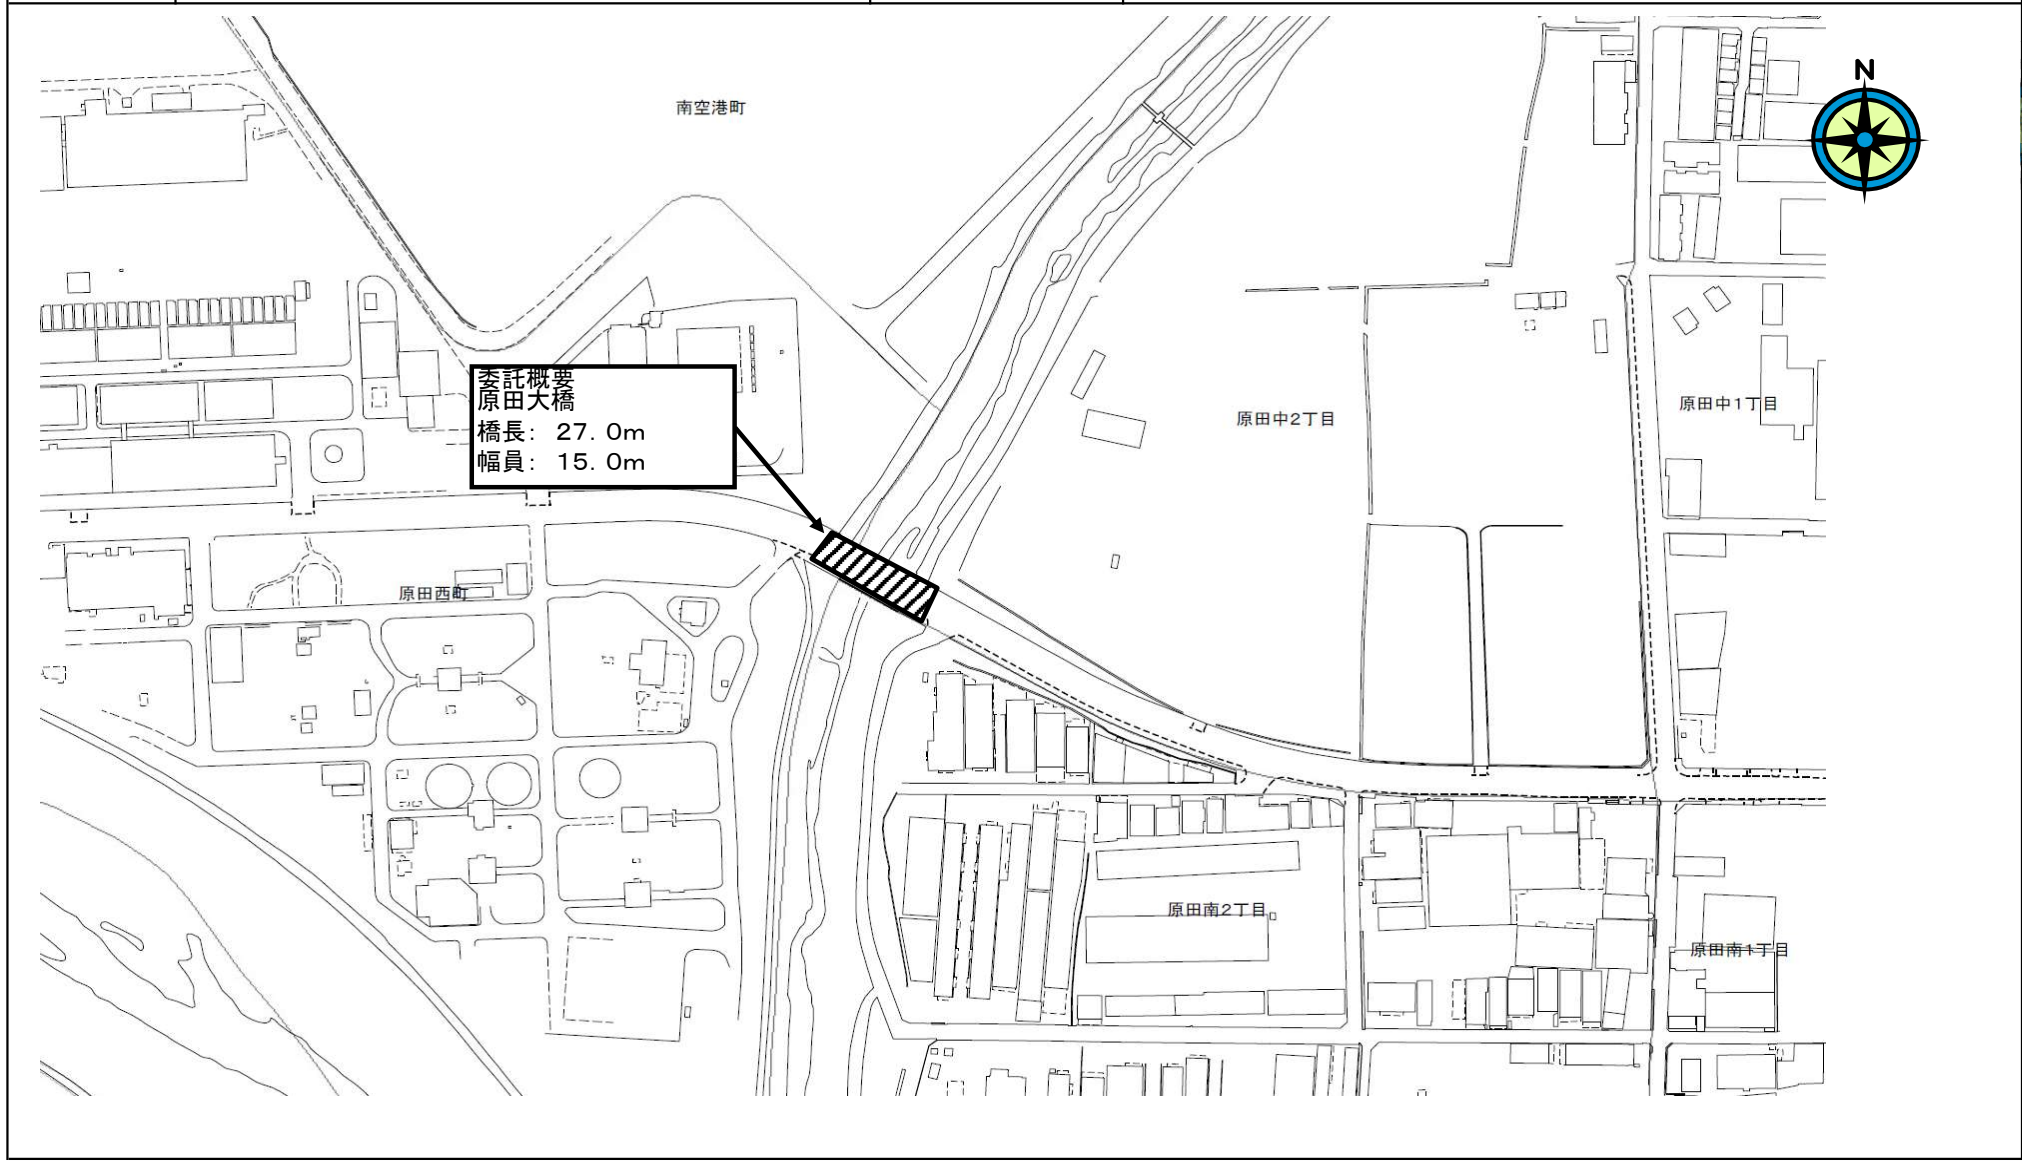 N
南空港町
委託概要
原田大橋
橋長: 27.0m
幅員: 15.0m
原田中2丁目
原田中1丁目
原田西町
原田南2丁目
原田南1丁目